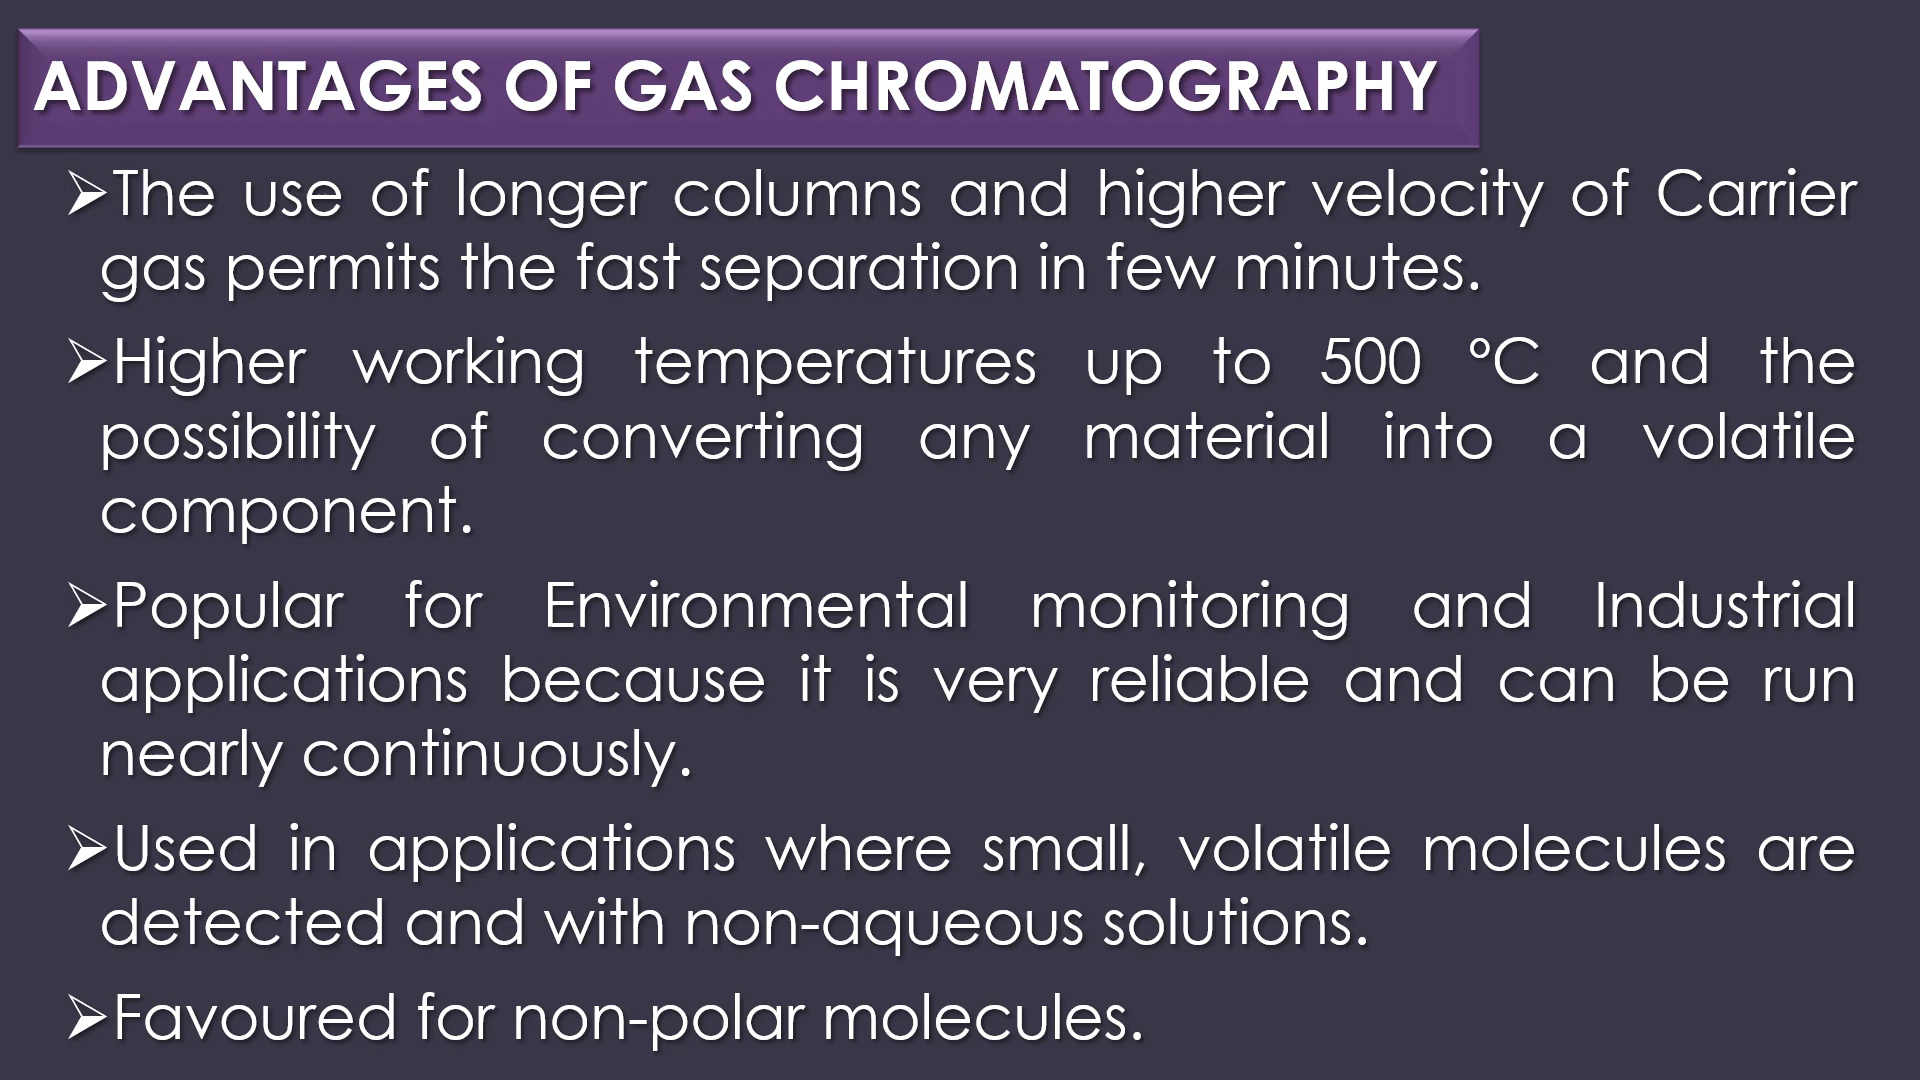 ADVANTAGES OF GAS CHROMATOGRAPHY
➢The use of longer columns and higher velocity of Carrier
gas permits the fast separation in few minutes.
➢Higher working temperatures up to 500 °C and the
possibility of converting any material into a volatile
component.
➢Popular for Environmental monitoring and Industrial
applications because it is very reliable and can be run
nearly continuously.
➢Used in applications where small, volatile molecules are
detected and with non-aqueous solutions.
➢Favoured for non-polar molecules.